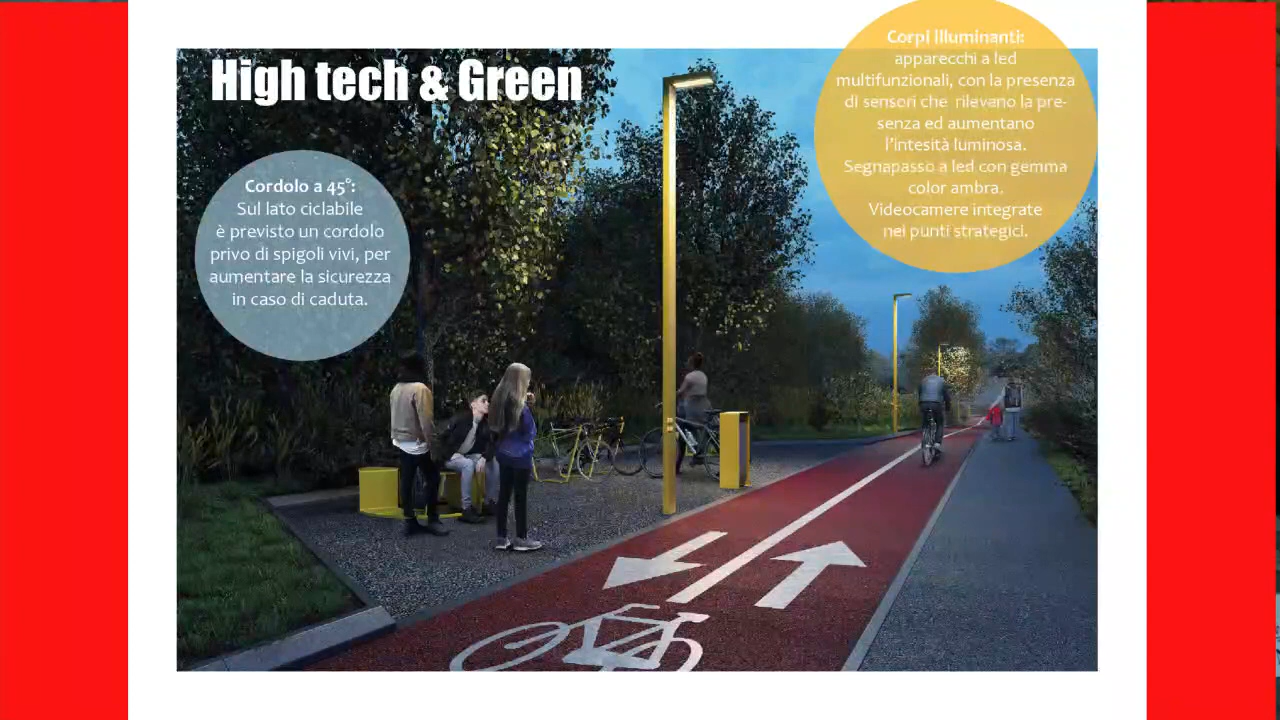 High tech & Green
Corpi Illuminanti:
apparecchi a led
multifunzionali, con la presenza
di sensori che rilevano la pre-
senza ed aumentano
l'intesità luminosa.
Segnapasso a led con gemma
color ambra.
Videocamere integrate
nei punti strategici.
Cordolo a 45°:
Sul lato ciclabile
è previsto un cordolo
privo di spigoli vivi, per
aumentare la sicurezza
in caso di caduta.